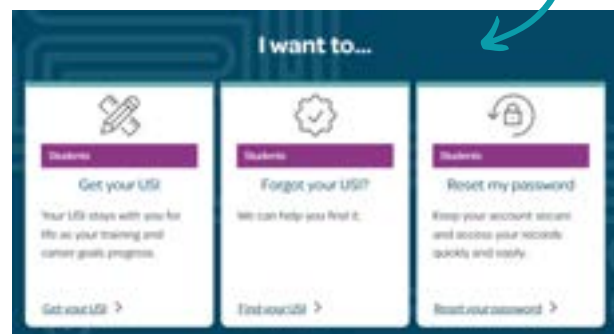 I want to...
Students
Get your USI
Your USI stays with you for
life as your training and
career goals progress.
Get your USI >
Students
Forgot your USI?
We can help you find it.
Find your USI >
Students
Reset my password
Keep your account secure
and access your records
quickly and easily.
Reset your password >